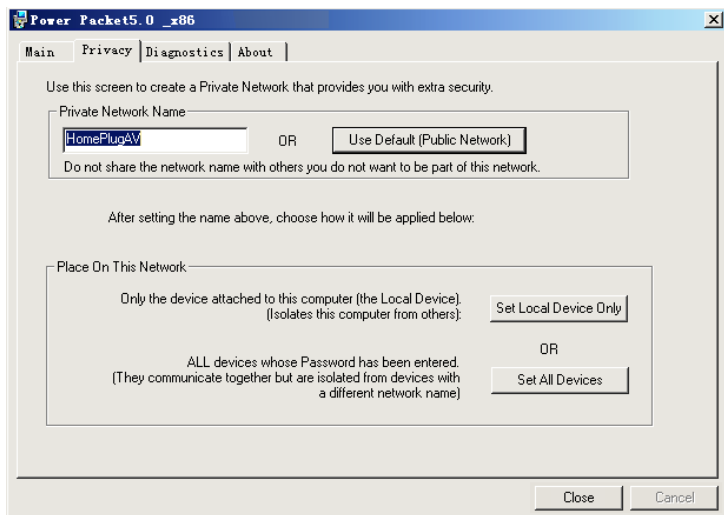 Power Packet5.0 _x86
Main Privacy Diagnostics About
Use this screen to create a Private Network that provides you with extra security.
Private Network Name
HomePlugAV OR Use Default (Public Network)
Do not share the network name with others you do not want to be part of this network.
After setting the name above, choose how it will be applied below:
Place On This Network
Only the device attached to this computer (the Local Device).
(Isolates this computer from others):
Set Local Device Only
OR
ALL devices whose Password has been entered.
(They communicate together but are isolated from devices with
a different network name)
Set All Devices
Close Cancel